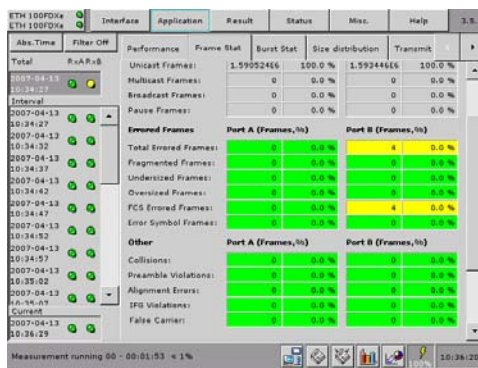 ETH 100FDXe
ETH 100FDXe
Interface Application Result Status Misc. Help 3.5.
Abs.Time Filter Off
Performance Frame Stat Burst Stat Size distribution Transmit
Total RxA RxB
2007-04-13
10:34:27
Interval
2007-04-13
10:34:27
2007-04-13
10:34:32
2007-04-13
10:34:37
2007-04-13
10:34:42
2007-04-13
10:34:47
2007-04-13
10:34:52
2007-04-13
10:34:57
2007-04-13
10:35:02
2007-04-13
10:35:07
Current
2007-04-13
10:36:29
Unicast Frames: 1.590524E6 100.0 % 1.593446E6 100.0 %
Multicast Frames: 0 0.0 % 0 0.0 %
Broadcast Frames: 0 0.0 % 0 0.0 %
Pause Frames: 0 0.0 % 0 0.0 %
Errored Frames Port A (Frames,%) Port B (Frames,%)
Total Errored Frames: 0 0.0 % 4 0.0 %
Fragmented Frames: 0 0.0 % 0 0.0 %
Undersized Frames: 0 0.0 % 0 0.0 %
Oversized Frames: 0 0.0 % 0 0.0 %
FCS Errored Frames: 0 0.0 % 4 0.0 %
Error Symbol Frames: 0 0.0 % 0 0.0 %
Other Port A (Frames,%) Port B (Frames,%)
Collisions: 0 0.0 % 0 0.0 %
Preamble Violations: 0 0.0 % 0 0.0 %
Alignment Errors: 0 0.0 % 0 0.0 %
IFG Violations: 0 0.0 % 0 0.0 %
False Carrier: 0 0.0 % 0 0.0 %
Measurement running 00 - 00:01:53 < 1%
100%
10:36:20